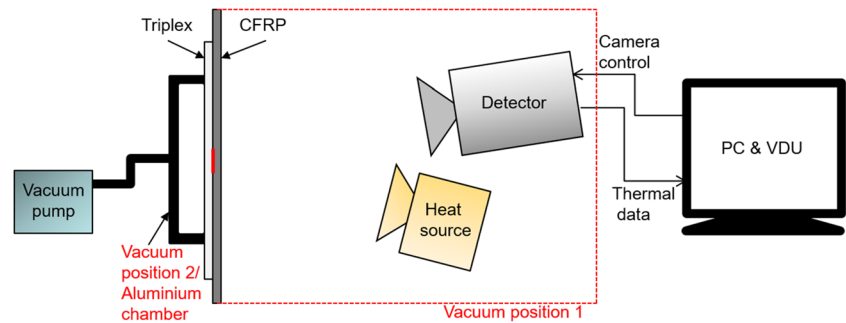 Triplex
CFRP
Camera
control
Detector
PC & VDU
Vacuum
pump
Heat
source
Thermal
data
Vacuum
position 2/
Aluminium
chamber
Vacuum position 1